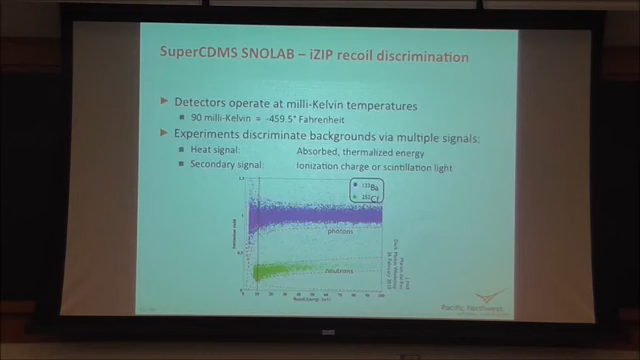 SuperCDMS SNOLAB – iZIP recoil discrimination
Detectors operate at milli-Kelvin temperatures
90 milli-Kelvin = -459.5° Fahrenheit
Experiments discriminate backgrounds via multiple signals:
Heat signal: Absorbed, thermalized energy
Secondary signal: Ionization charge or scintillation light
133Ba
252Cf
photons
neutrons
Pacific Northwest